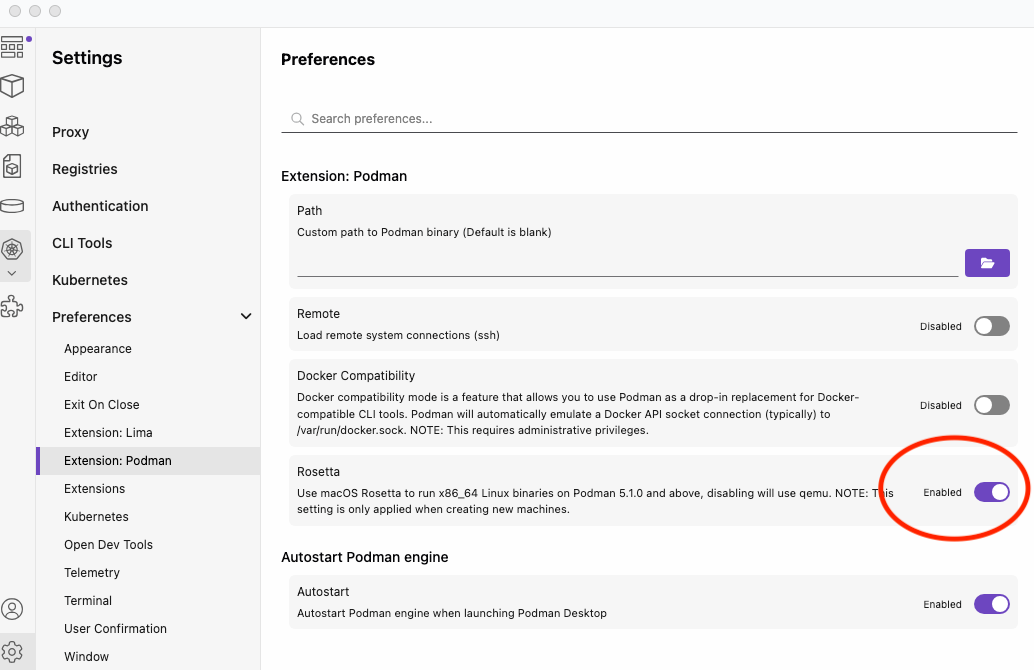 Settings
Proxy
Registries
Authentication
CLI Tools
Kubernetes
Preferences
Appearance
Editor
Exit On Close
Extension: Lima
Extension: Podman
Extensions
Kubernetes
Open Dev Tools
Telemetry
Terminal
User Confirmation
Window
Preferences
Search preferences...
Extension: Podman
Path
Custom path to Podman binary (Default is blank)
Remote
Load remote system connections (ssh)
Disabled
Docker Compatibility
Docker compatibility mode is a feature that allows you to use Podman as a drop-in replacement for Docker-
compatible CLI tools. Podman will automatically emulate a Docker API socket connection (typically) to
/var/run/docker.sock. NOTE: This requires administrative privileges.
Disabled
Rosetta
Use macOS Rosetta to run x86_64 Linux binaries on Podman 5.1.0 and above, disabling will use qemu. NOTE: This
setting is only applied when creating new machines.
Enabled
Autostart Podman engine
Autostart
Autostart Podman engine when launching Podman Desktop
Enabled